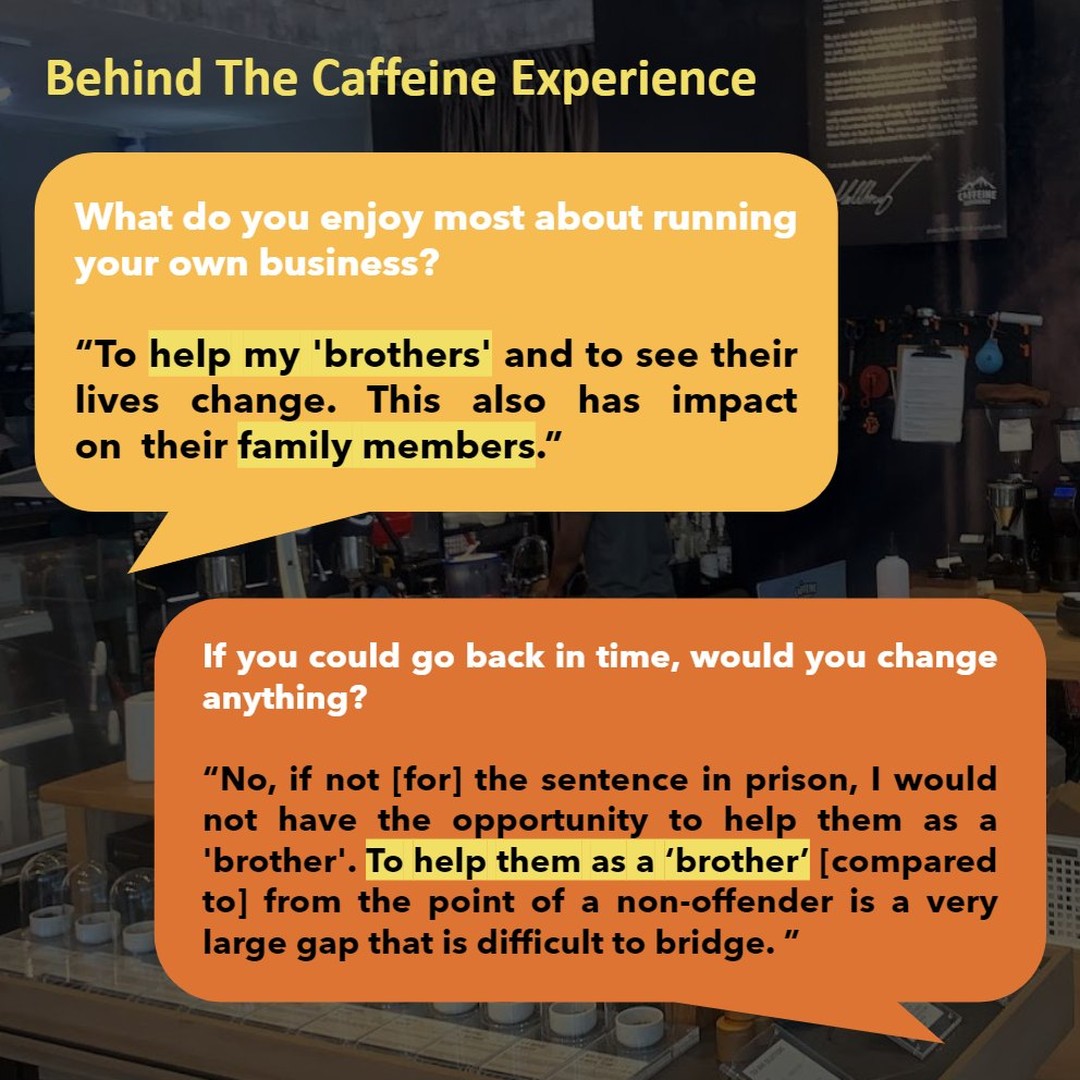 Behind The Caffeine Experience
What do you enjoy most about running
your own business?
“To help my 'brothers' and to see their
lives change. This also has impact
on their family members.”
CAFFEINE
If you could go back in time, would you change
anything?
“No, if not [for] the sentence in prison, I would
not have the opportunity to help them as a
'brother'. To help them as a ‘brother’ [compared
to] from the point of a non-offender is a very
large gap that is difficult to bridge. ”